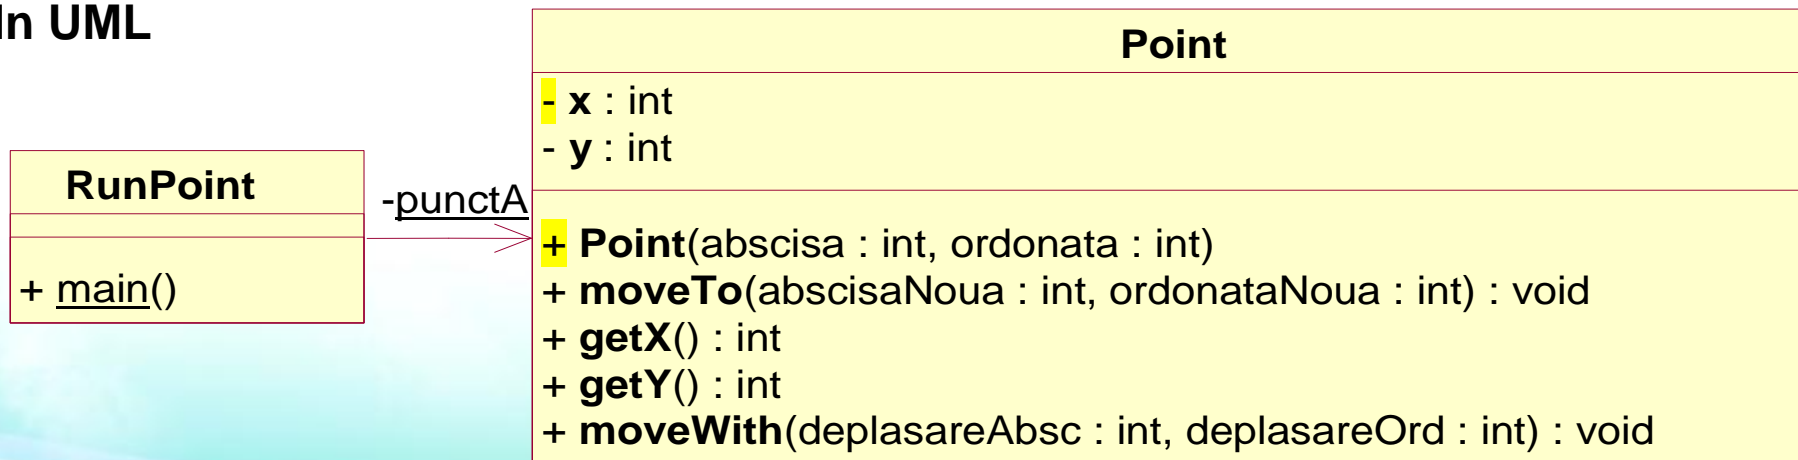 In UML
RunPoint
+ main()
-punctA
Point
- x : int
- y : int
+ Point(abscisa : int, ordonata : int)
+ moveTo(abscisaNoua : int, ordonataNoua : int) : void
+ getX() : int
+ getY() : int
+ moveWith(deplasareAbsc : int, deplasareOrd : int) : void